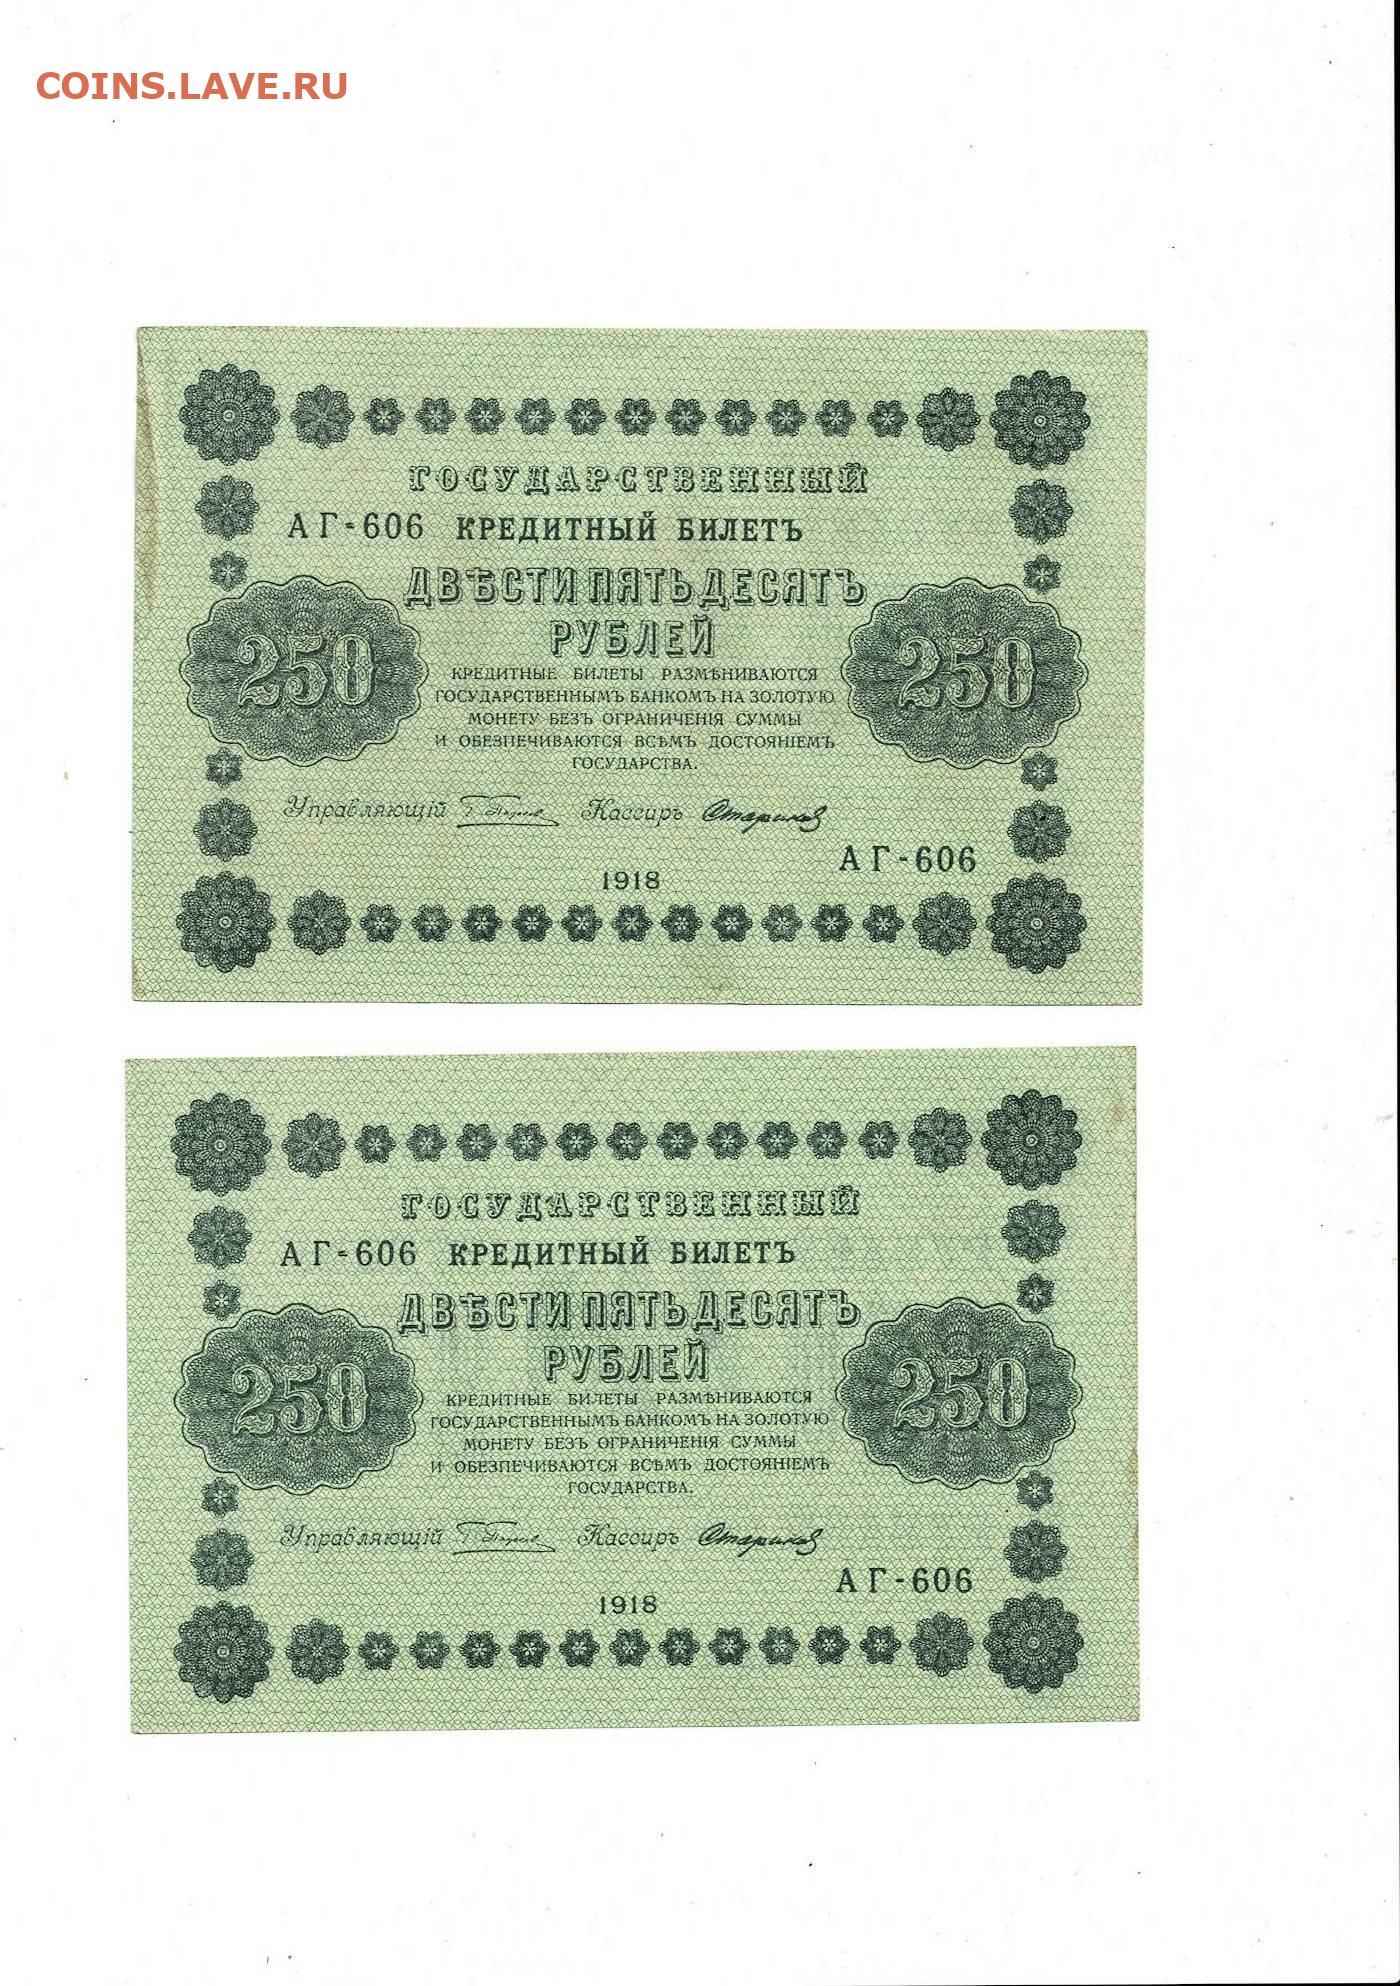 COINS.LAVE.RU
ГОСУДАРСТВЕННЫЙ
АГ-606 КРЕДИТНЫЙ БИЛЕТЪ
ДВѢСТИ ПЯТЬДЕСЯТЪ
РУБЛЕЙ
250 250
КРЕДИТНЫЕ БИЛЕТЫ РАЗМѢНИВАЮТСЯ
ГОСУДАРСТВЕННЫМЪ БАНКОМЪ НА ЗОЛОТУЮ
МОНЕТУ БЕЗЪ ОГРАНИЧЕНІЯ СУММЫ
И ОБЕЗПЕЧИВАЮТСЯ ВСѢМЪ ДОСТОЯНІЕМЪ
ГОСУДАРСТВА.
Управляющій Кассиръ Стариков
АГ-606
1918
ГОСУДАРСТВЕННЫЙ
АГ-606 КРЕДИТНЫЙ БИЛЕТЪ
ДВѢСТИ ПЯТЬДЕСЯТЪ
РУБЛЕЙ
250 250
КРЕДИТНЫЕ БИЛЕТЫ РАЗМѢНИВАЮТСЯ
ГОСУДАРСТВЕННЫМЪ БАНКОМЪ НА ЗОЛОТУЮ
МОНЕТУ БЕЗЪ ОГРАНИЧЕНІЯ СУММЫ
И ОБЕЗПЕЧИВАЮТСЯ ВСѢМЪ ДОСТОЯНІЕМЪ
ГОСУДАРСТВА.
Управляющій Кассиръ Стариков
АГ-606
1918